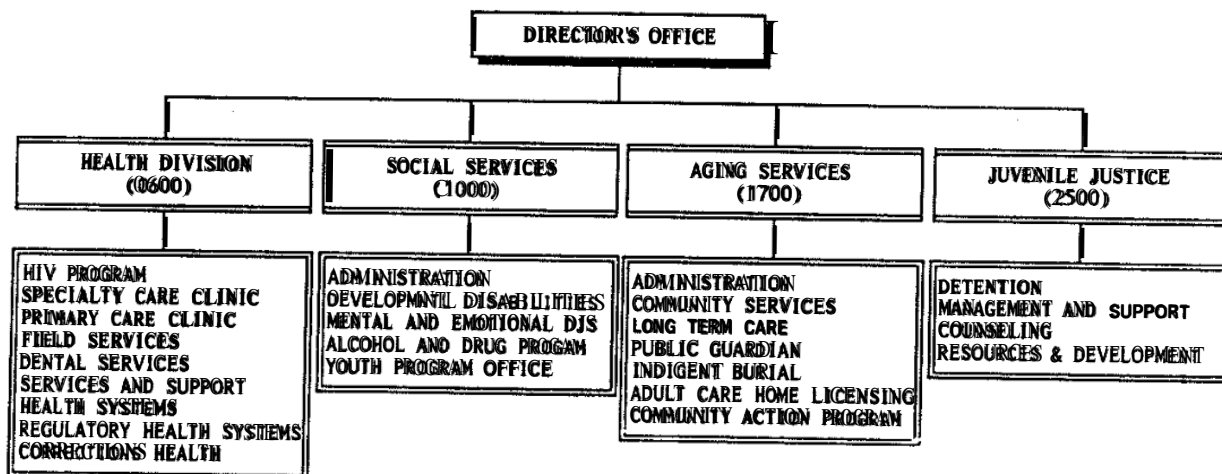 DIRECTOR'S OFFICE
HEALTH DIVISION
(0600)
SOCIAL SERVICES
(1000)
AGING SERVICES
(1700)
JUVENILE JUSTICE
(2500)
HIV PROGRAM
SPECIALTY CARE CLINIC
PRIMARY CARE CLINIC
FIELD SERVICES
DENTAL SERVICES
SERVICES AND SUPPORT
HEALTH SYSTEMS
REGULATORY HEALTH SYSTEMS
CORRECTIONS HEALTH
ADMINISTRATION
DEVELOPMNTL DISABILITIES
MENTAL AND EMOTIONAL DIS
ALCOHOL AND DRUG PROGAM
YOUTH PROGRAM OFFICE
ADMINISTRATION
COMMUNITY SERVICES
LONG TERM CARE
PUBLIC GUARDIAN
INDIGENT BURIAL
ADULT CARE HOME LICENSING
COMMUNITY ACTION PROGRAM
DETENTION
MANAGEMENT AND SUPPORT
COUNSELING
RESOURCES & DEVELOPMENT